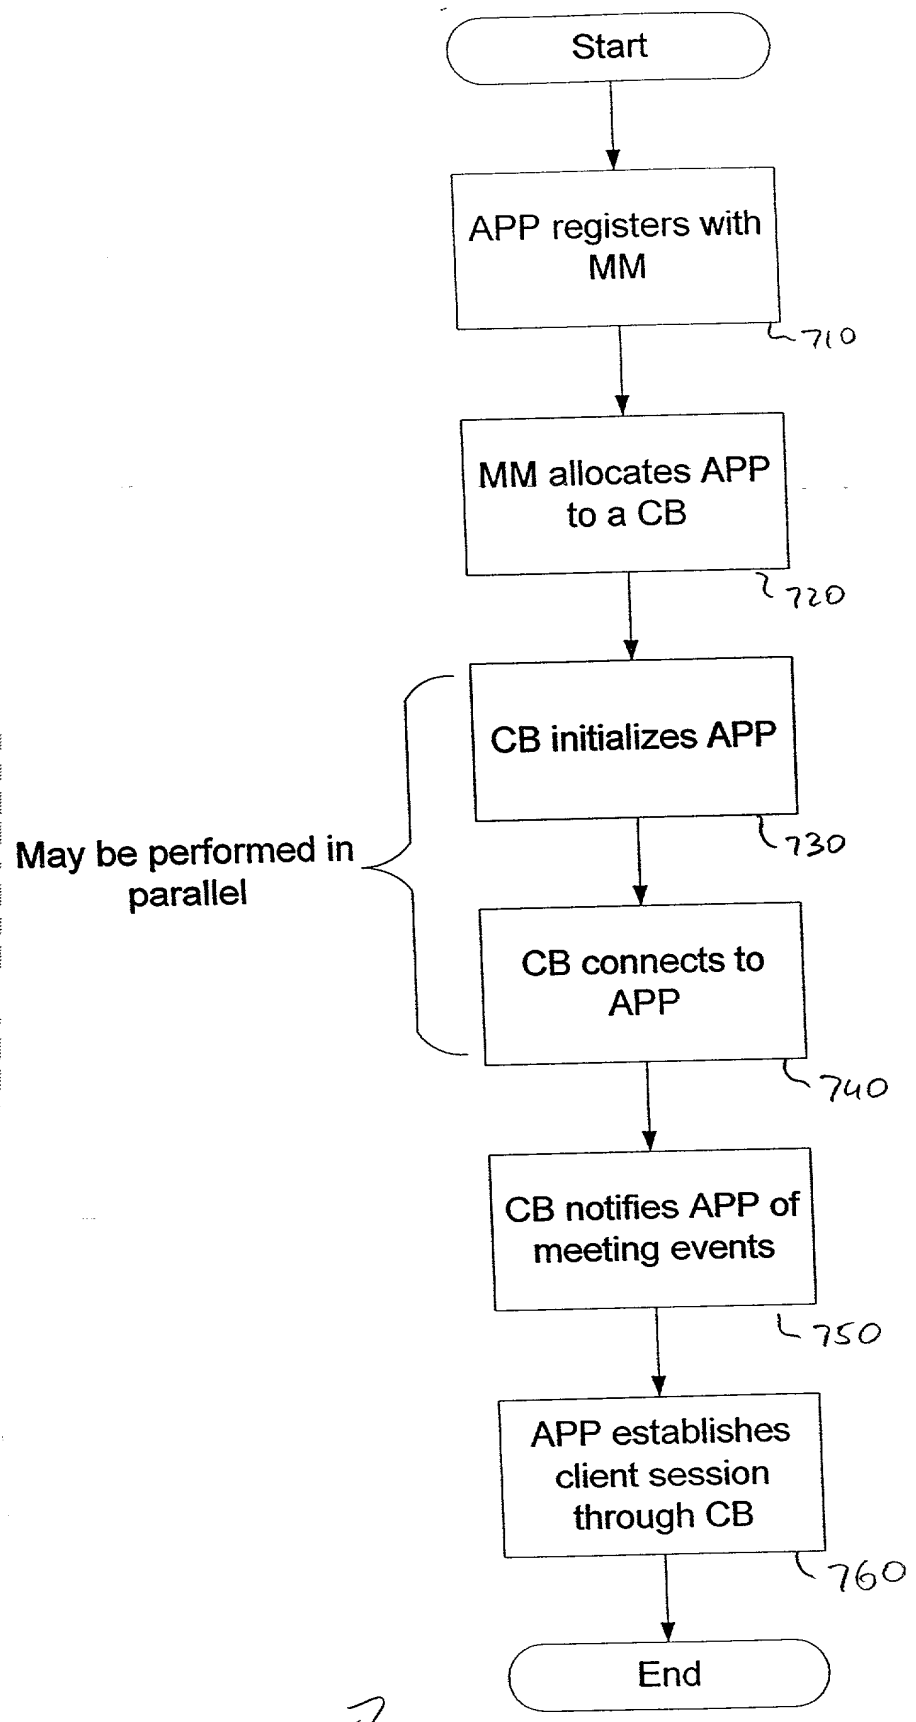 Start
APP registers with
MM
710
MM allocates APP
to a CB
720
CB initializes APP
730
May be performed in
parallel
CB connects to
APP
740
CB notifies APP of
meeting events
750
APP establishes
client session
through CB
760
End